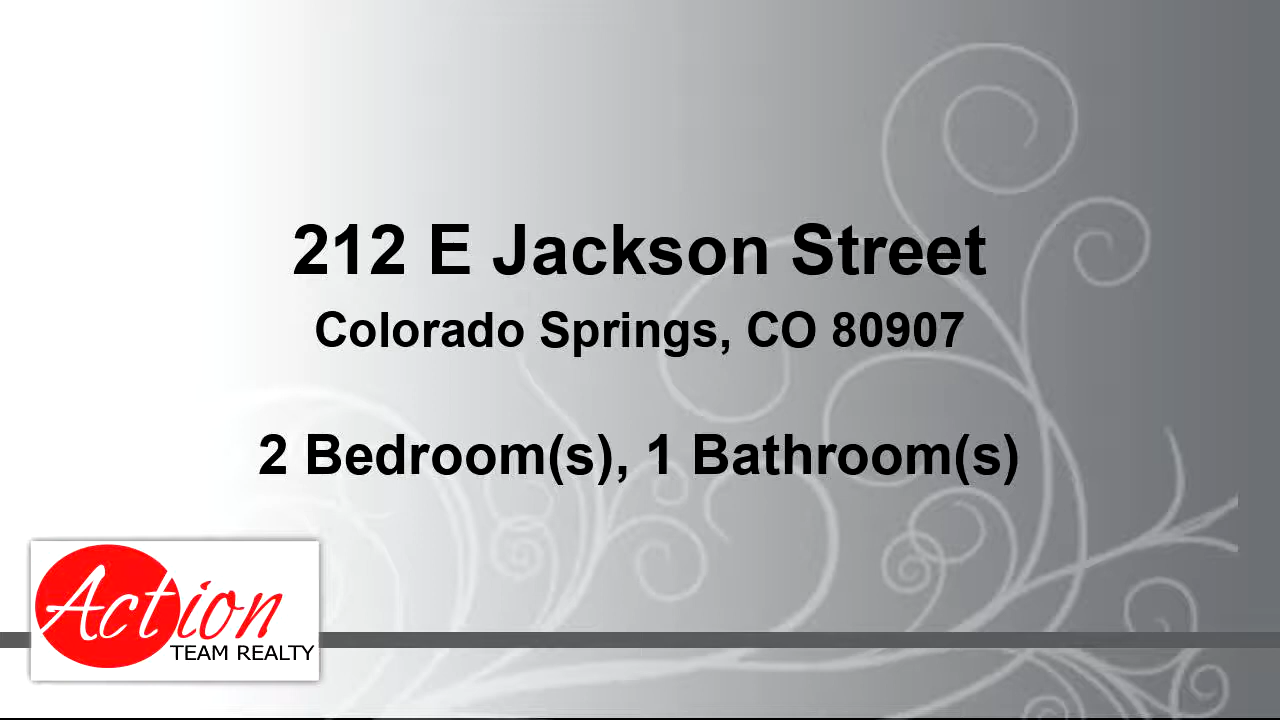 212 E Jackson Street
Colorado Springs, CO 80907
2 Bedroom(s), 1 Bathroom(s)
Action
TEAM REALTY